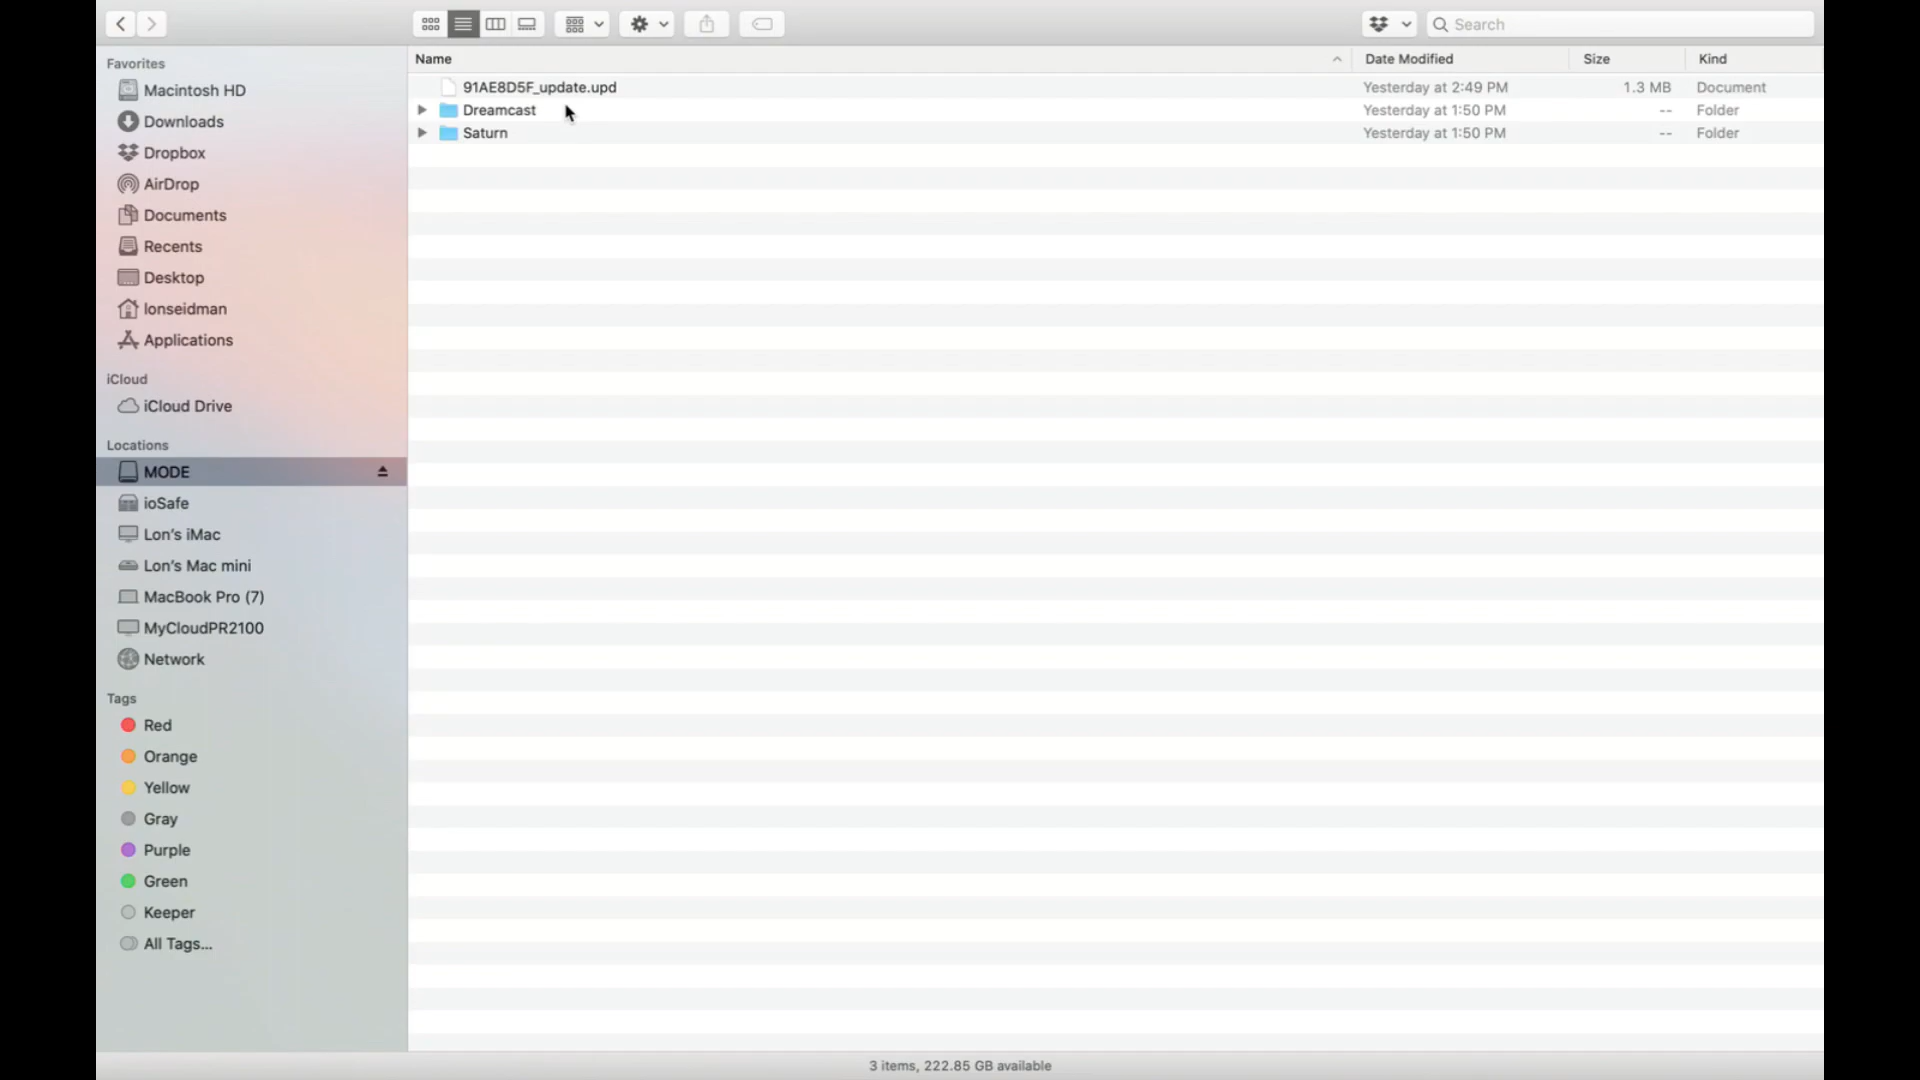 Search
Favorites
Macintosh HD
Downloads
Dropbox
AirDrop
Documents
Recents
Desktop
lonseidman
Applications
iCloud
iCloud Drive
Locations
MODE
ioSafe
Lon's iMac
Lon's Mac mini
MacBook Pro (7)
MyCloudPR2100
Network
Tags
Red
Orange
Yellow
Gray
Purple
Green
Keeper
All Tags...
Name Date Modified Size Kind
91AE8D5F_update.upd Yesterday at 2:49 PM 1.3 MB Document
Dreamcast Yesterday at 1:50 PM -- Folder
Saturn Yesterday at 1:50 PM -- Folder
3 items, 222.85 GB available